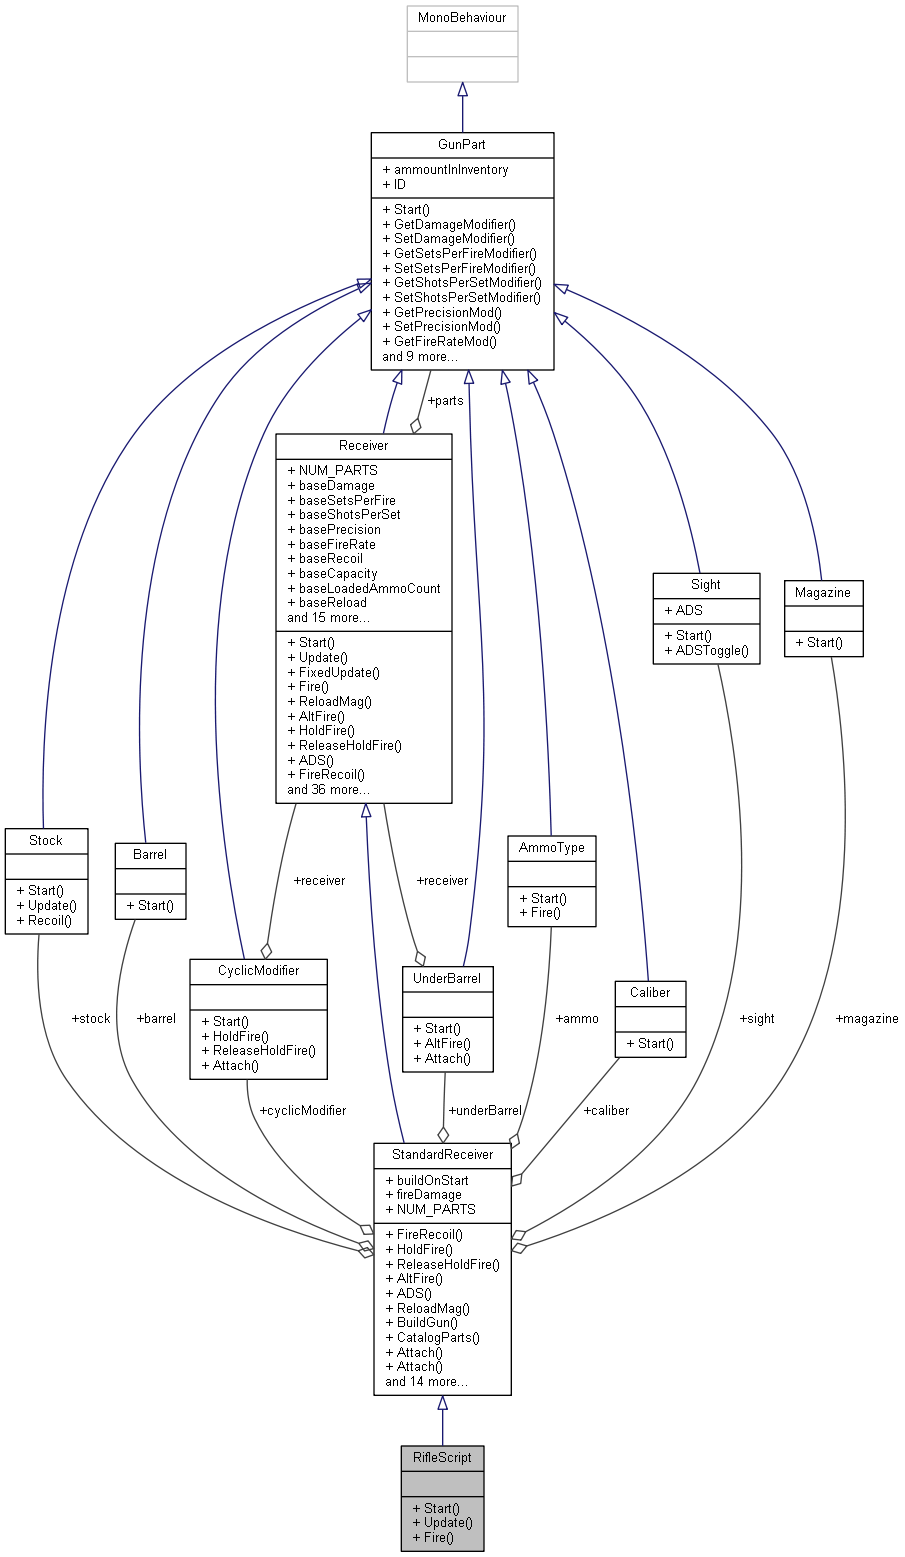 MonoBehaviour
GunPart
+ ammountInInventory
+ ID
+ Start()
+ GetDamageModifier()
+ SetDamageModifier()
+ GetSetsPerFireModifier()
+ SetSetsPerFireModifier()
+ GetShotsPerSetModifier()
+ SetShotsPerSetModifier()
+ GetPrecisionMod()
+ SetPrecisionMod()
+ GetFireRateMod()
and 9 more...
+parts
Receiver
+ NUM_PARTS
+ baseDamage
+ baseSetsPerFire
+ baseShotsPerSet
+ basePrecision
+ baseFireRate
+ baseRecoil
+ baseCapacity
+ baseLoadedAmmoCount
+ baseReload
and 15 more...
+ Start()
+ Update()
+ FixedUpdate()
+ Fire()
+ ReloadMag()
+ AltFire()
+ HoldFire()
+ ReleaseHoldFire()
+ ADS()
+ FireRecoil()
and 36 more...
Sight
+ ADS
+ Start()
+ ADSToggle()
Magazine
+ Start()
Stock
+ Start()
+ Update()
+ Recoil()
Barrel
+ Start()
AmmoType
+ Start()
+ Fire()
+receiver
+receiver
CyclicModifier
+ Start()
+ HoldFire()
+ ReleaseHoldFire()
+ Attach()
UnderBarrel
+ Start()
+ AltFire()
+ Attach()
Caliber
+ Start()
+stock
+barrel
+ammo
+sight
+magazine
+cyclicModifier
+underBarrel
+caliber
StandardReceiver
+ buildOnStart
+ fireDamage
+ NUM_PARTS
+ FireRecoil()
+ HoldFire()
+ ReleaseHoldFire()
+ AltFire()
+ ADS()
+ ReloadMag()
+ BuildGun()
+ CatalogParts()
+ Attach()
+ Attach()
and 14 more...
RifleScript
+ Start()
+ Update()
+ Fire()